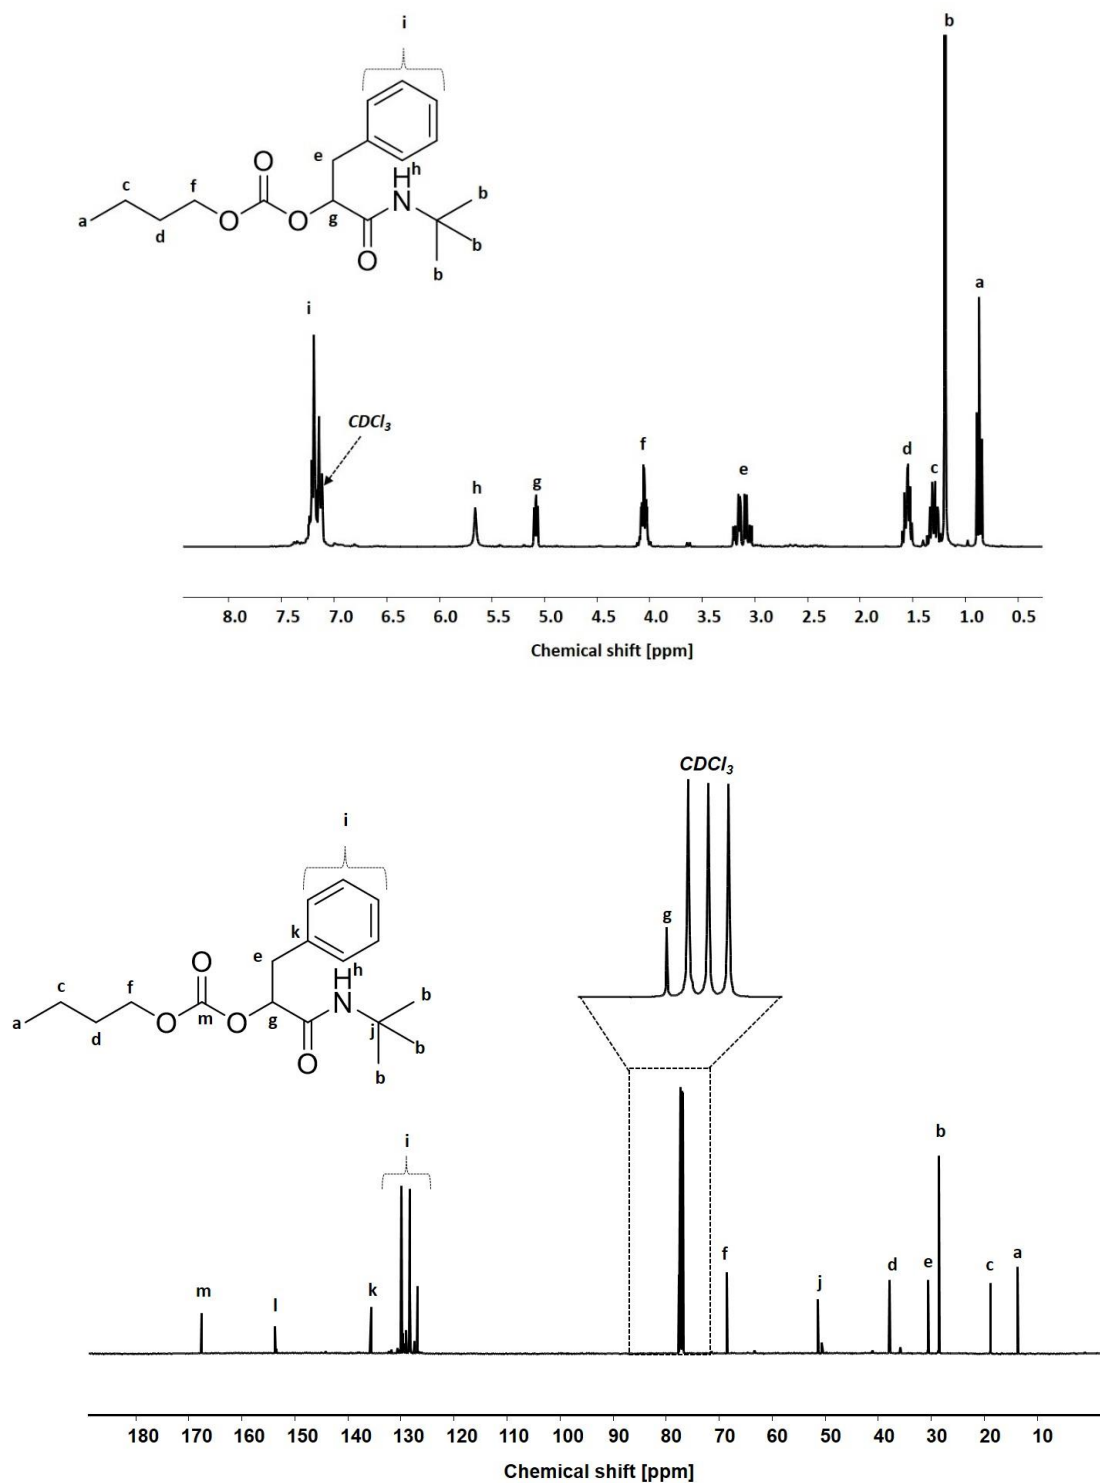 i
b
e
h
H
O
c
f
N
b
a
d
O
O
g
b
O
b
a
i
CDCl3
f
d
e
c
h
g
8.0 7.5 7.0 6.5 6.0 5.5 5.0 4.5 4.0 3.5 3.0 2.5 2.0 1.5 1.0 0.5
Chemical shift [ppm]
CDCl3
i
g
k
e
h
H
O
c
f
N
b
a
m
g
j
d
O
O
b
O
b
i
b
f
d
e
a
c
m
l
k
j
180 170 160 150 140 130 120 110 100 90 80 70 60 50 40 30 20 10
Chemical shift [ppm]